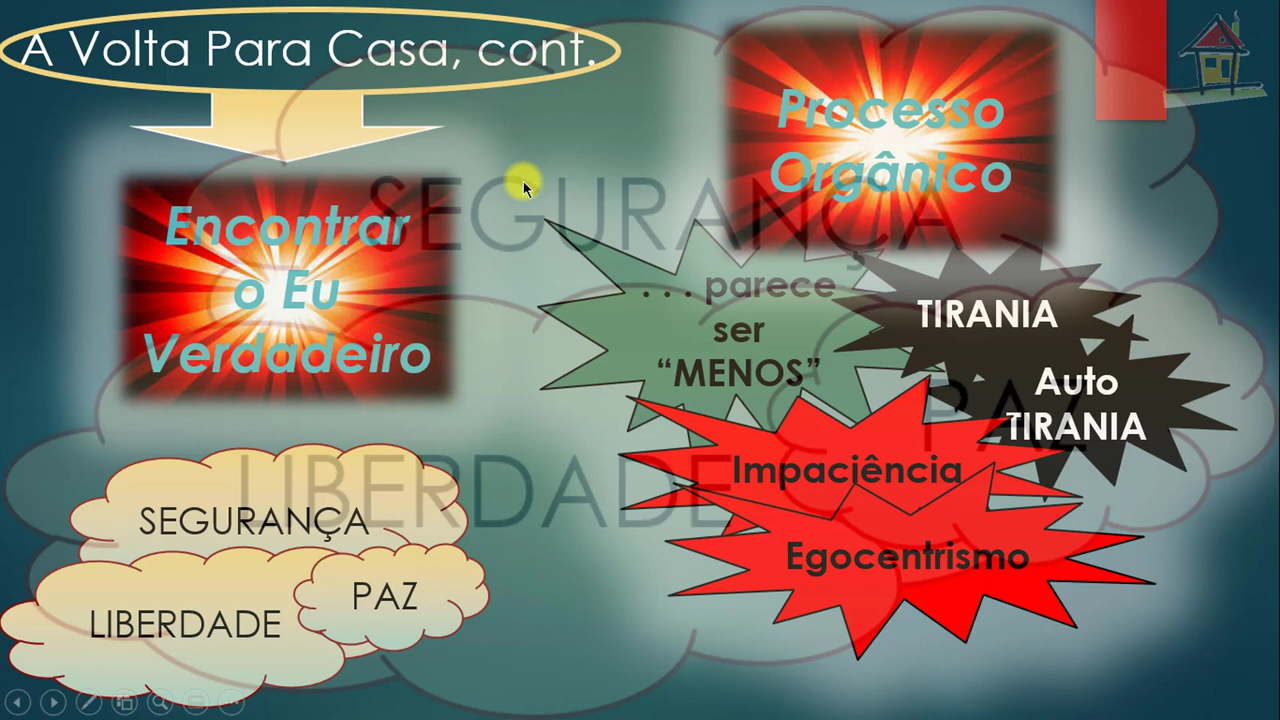 A Volta Para Casa, cont.
Processo
Orgânico
Encontrar
o Eu
Verdadeiro
SEGURANÇA
. . . parece
ser
“MENOS”
TIRANIA
Auto
TIRANIA
PAZ
Impaciência
Egocentrismo
LIBERDADE
SEGURANÇA
PAZ
LIBERDADE